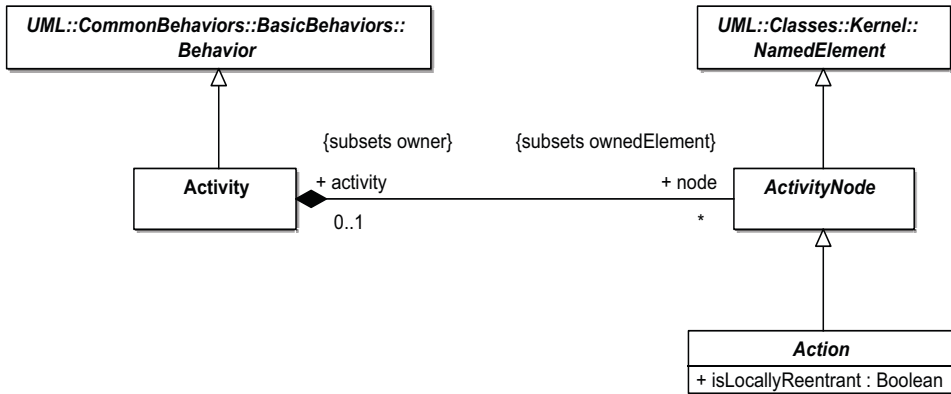 UML::CommonBehaviors::BasicBehaviors::
Behavior
UML::Classes::Kernel::
NamedElement
{subsets owner}
{subsets ownedElement}
Activity
+ activity
+ node
ActivityNode
0..1
*
Action
+ isLocallyReentrant : Boolean